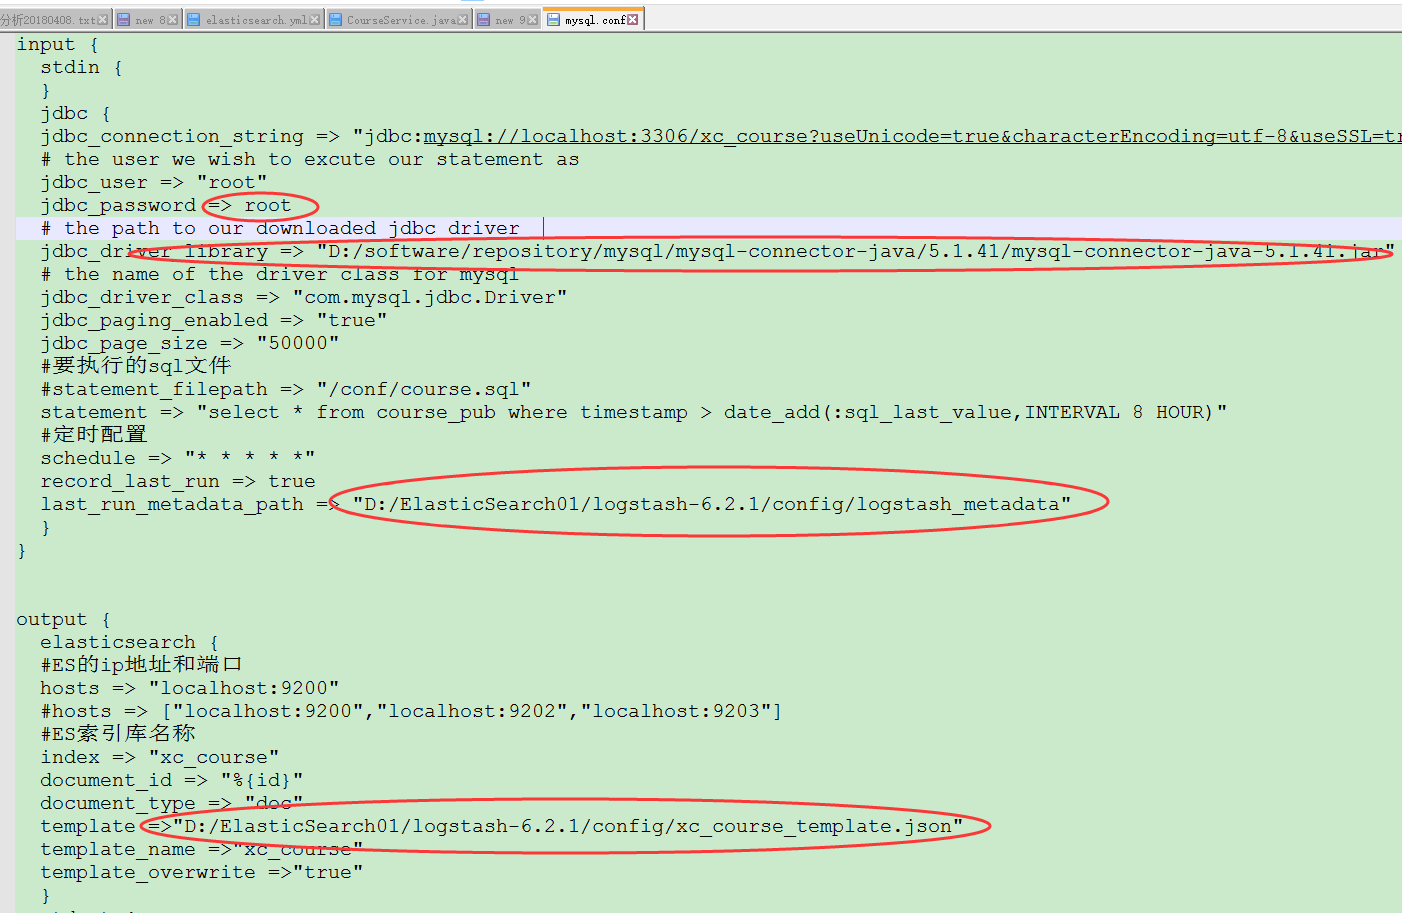 分析20180408.txt new 8 elasticsearch.yml CourseService.java new 9 mysql.conf
input {
stdin {
}
jdbc {
jdbc_connection_string => "jdbc:mysql://localhost:3306/xc_course?useUnicode=true&characterEncoding=utf-8&useSSL=tr
# the user we wish to excute our statement as
jdbc_user => "root"
jdbc_password => root
# the path to our downloaded jdbc driver
jdbc_driver_library => "D:/software/repository/mysql/mysql-connector-java/5.1.41/mysql-connector-java-5.1.41.jar"
# the name of the driver class for mysql
jdbc_driver_class => "com.mysql.jdbc.Driver"
jdbc_paging_enabled => "true"
jdbc_page_size => "50000"
#要执行的sql文件
#statement_filepath => "/conf/course.sql"
statement => "select * from course_pub where timestamp > date_add(:sql_last_value,INTERVAL 8 HOUR)"
#定时配置
schedule => "* * * * *"
record_last_run => true
last_run_metadata_path => "D:/ElasticSearch01/logstash-6.2.1/config/logstash_metadata"
}
}
output {
elasticsearch {
#ES的ip地址和端口
hosts => "localhost:9200"
#hosts => ["localhost:9200","localhost:9202","localhost:9203"]
#ES索引库名称
index => "xc_course"
document_id => "%{id}"
document_type => "doc"
template =>"D:/ElasticSearch01/logstash-6.2.1/config/xc_course_template.json"
template_name =>"xc_course"
template_overwrite =>"true"
}